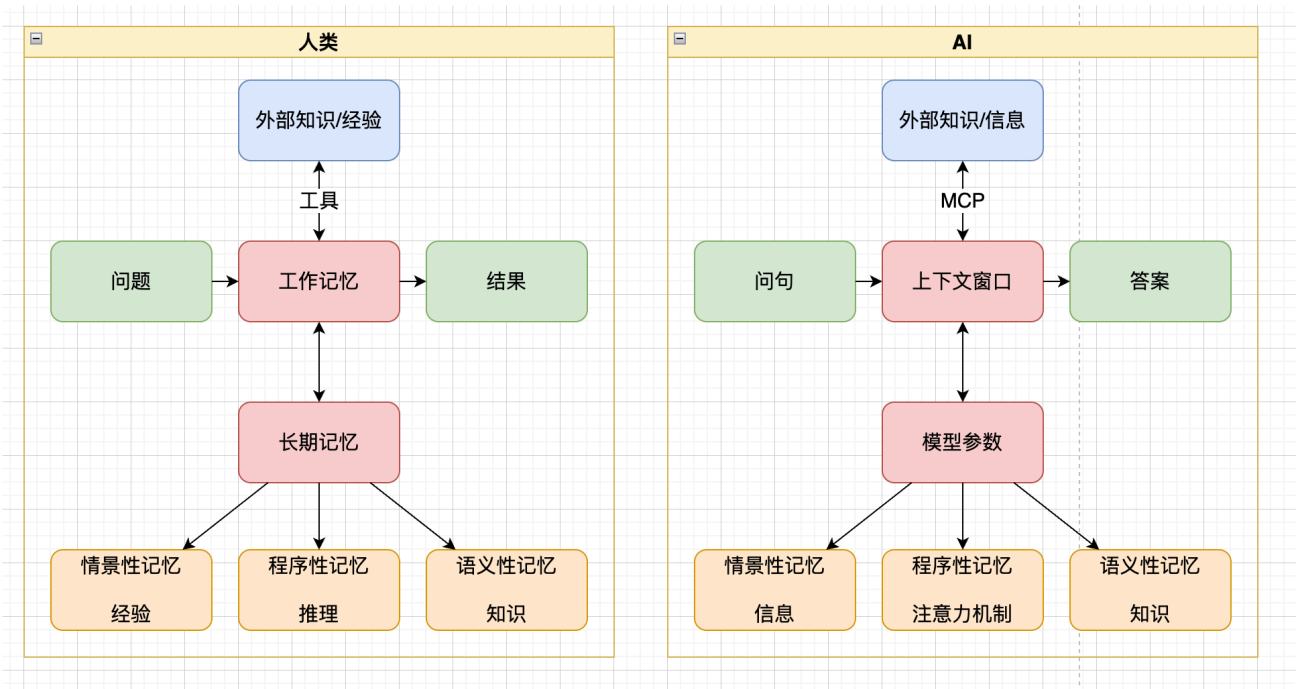 人类
外部知识/经验
工具
问题
工作记忆
结果
长期记忆
情景性记忆
经验
程序性记忆
推理
语义性记忆
知识
AI
外部知识/信息
MCP
问句
上下文窗口
答案
模型参数
情景性记忆
信息
程序性记忆
注意力机制
语义性记忆
知识